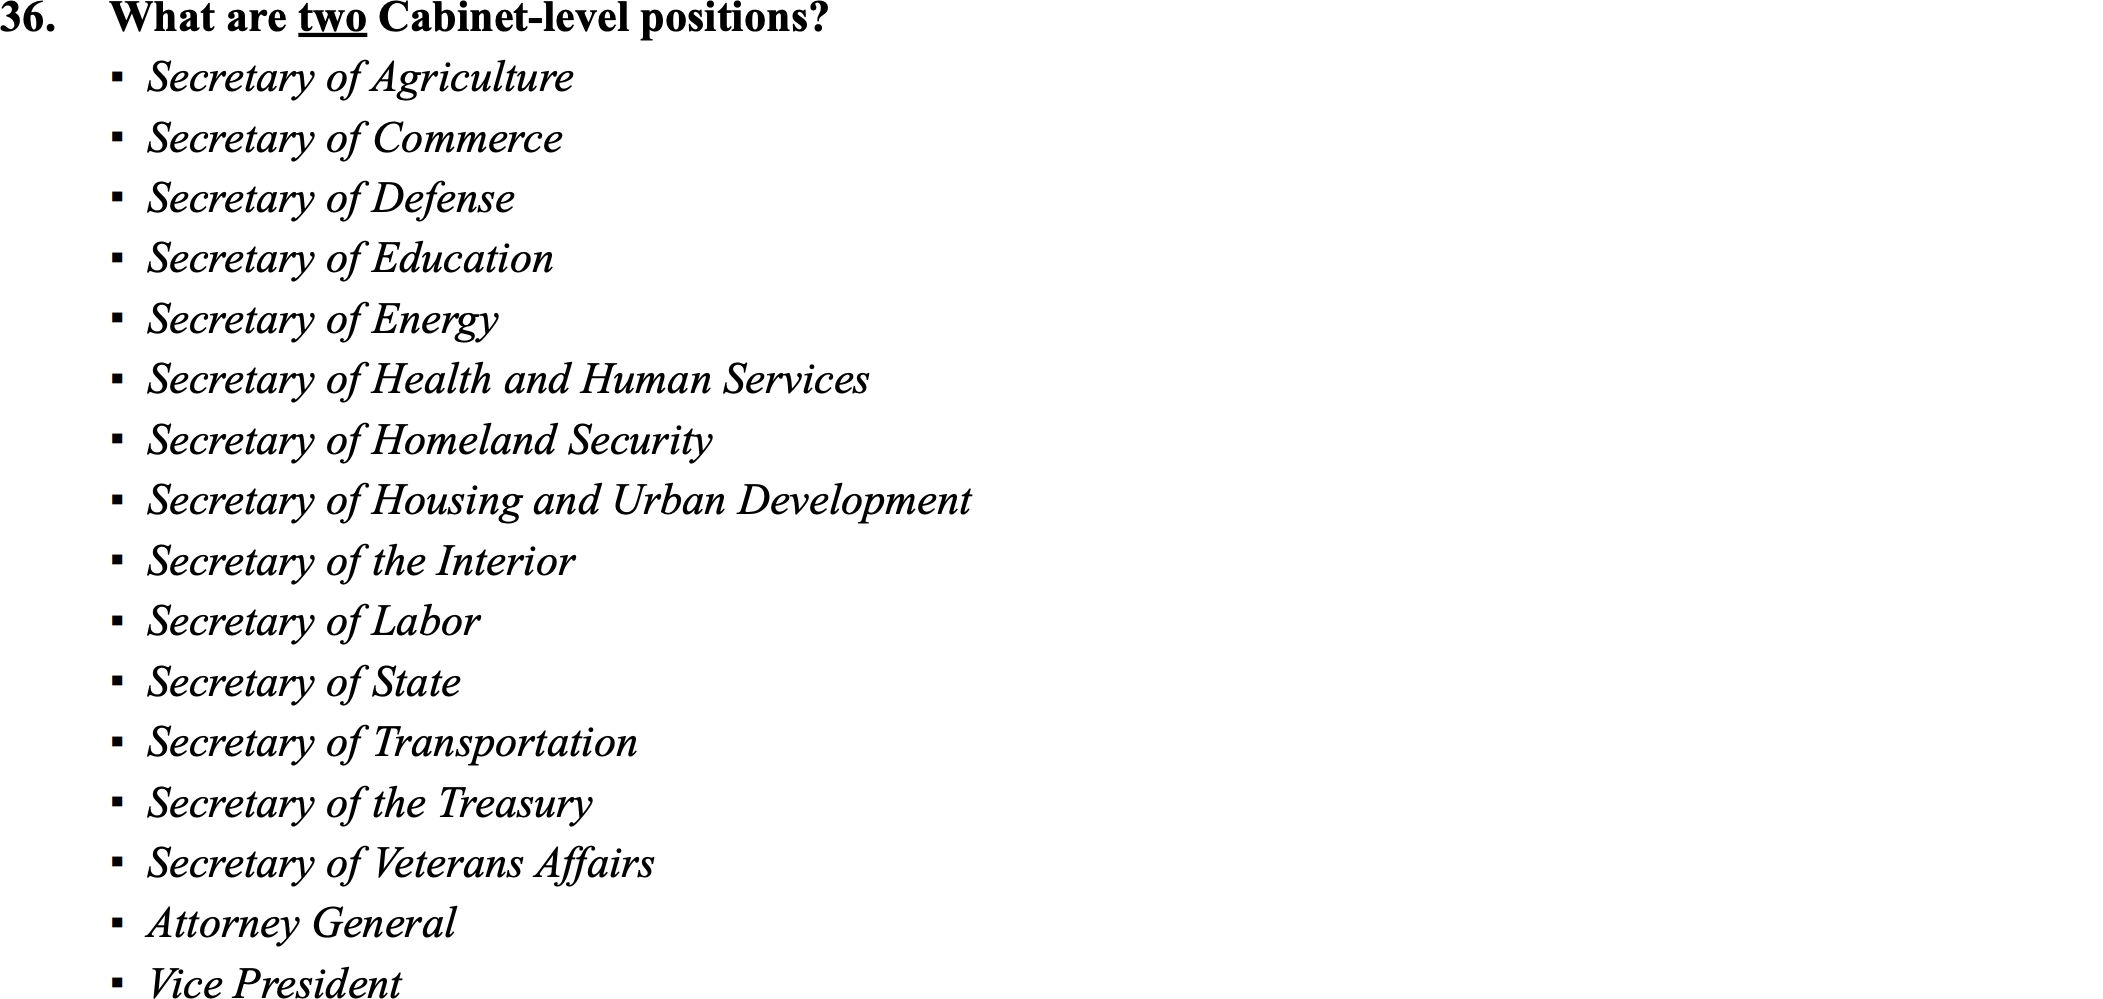 36. What are two Cabinet-level positions?
▪ Secretary of Agriculture
▪ Secretary of Commerce
▪ Secretary of Defense
▪ Secretary of Education
▪ Secretary of Energy
▪ Secretary of Health and Human Services
▪ Secretary of Homeland Security
▪ Secretary of Housing and Urban Development
▪ Secretary of the Interior
▪ Secretary of Labor
▪ Secretary of State
▪ Secretary of Transportation
▪ Secretary of the Treasury
▪ Secretary of Veterans Affairs
▪ Attorney General
▪ Vice President